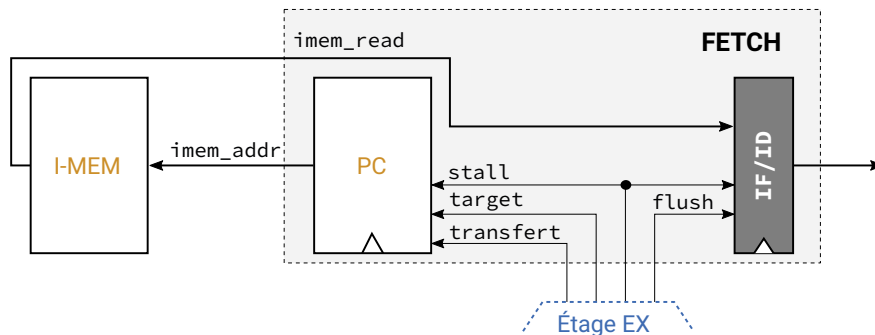 imem_read
FETCH
I-MEM
imem_addr
PC
stall
target
transfert
flush
IF/ID
Étage EX